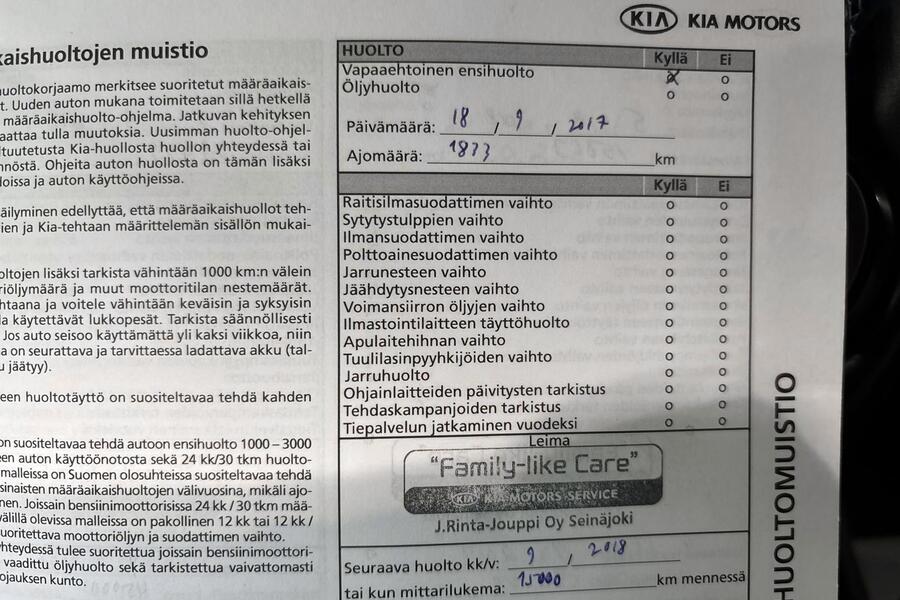 KIA KIA MOTORS
kaishuoltojen muistio
uoltokorjaamo merkitsee suoritetut määräaikais-
t. Uuden auton mukana toimitetaan sillä hetkellä
määräaikaishuolto-ohjelma. Jatkuvan kehityksen
aattaa tulla muutoksia. Uusimman huolto-ohjel-
tuutetusta Kia-huollosta huollon yhteydessä tai
nnöstä. Ohjeita auton huollosta on tämän lisäksi
loissa ja auton käyttöohjeissa.
äilyminen edellyttää, että määräaikaishuollot teh-
ien ja Kia-tehtaan määrittelemän sisällön mukai-
oltojen lisäksi tarkista vähintään 1000 km:n välein
riöljymäärä ja muut moottoritilan nestemäärät.
htaana ja voitele vähintään keväisin ja syksyisin
la käytettävät lukkopesät. Tarkista säännöllisesti
Jos auto seisoo käyttämättä yli kaksi viikkoa, niin
a on seurattava ja tarvittaessa ladattava akku (tal-
u jäätyy).
een huoltotäyttö on suositeltavaa tehdä kahden
on suositeltavaa tehdä autoon ensihuolto 1000 – 3000
een auton käyttöönotosta sekä 24 kk/30 tkm huolto-
malleissa on Suomen olosuhteissa suositeltavaa tehdä
sinaisten määräaikaishuoltojen välivuosina, mikäli ajo-
nen. Joissain bensiinimoottorisissa 24 kk / 30 tkm mää-
välillä olevissa malleissa on pakollinen 12 kk tai 12 kk /
uoritettava moottoriöljyn ja suodattimen vaihto.
yhteydessä tulee suoritettua joissain bensiinimoottori-
vaadittu öljyhuolto sekä tarkistettua vaivattomasti
ojauksen kunto.
HUOLTO Kyllä Ei
Vapaaehtoinen ensihuolto x o
Öljyhuolto o o
Päivämäärä: 18 / 9 / 2017
Ajomäärä: 1833 km
Kyllä Ei
Raitisilmasuodattimen vaihto o o
Sytytystulppien vaihto o o
Ilmansuodattimen vaihto o o
Polttoainesuodattimen vaihto o o
Jarrunesteen vaihto o o
Jäähdytysnesteen vaihto o o
Voimansiirron öljyjen vaihto o o
Ilmastointilaitteen täyttöhuolto o o
Apulaitehihnan vaihto o o
Tuulilasinpyyhkijöiden vaihto o o
Jarruhuolto o o
Ohjainlaitteiden päivitysten tarkistus o o
Tehdaskampanjoiden tarkistus o o
Tiepalvelun jatkaminen vuodeksi o o
Leima
"Family-like Care"
KIA KIA MOTORS SERVICE
J.Rinta-Jouppi Oy Seinäjoki
Seuraava huolto kk/v: 9 / 2018
tai kun mittarilukema: 15000 km mennessä
HUOLTOMUISTIO